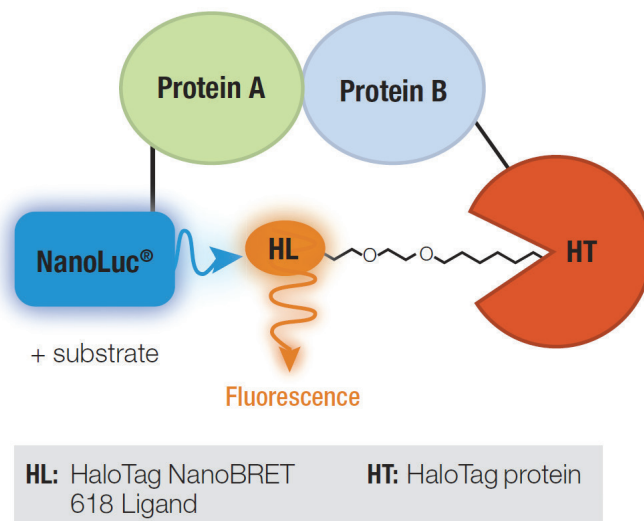 Protein A
Protein B
NanoLuc®
HL
O
O
HT
+ substrate
Fluorescence
HL: HaloTag NanoBRET HT: HaloTag protein
618 Ligand